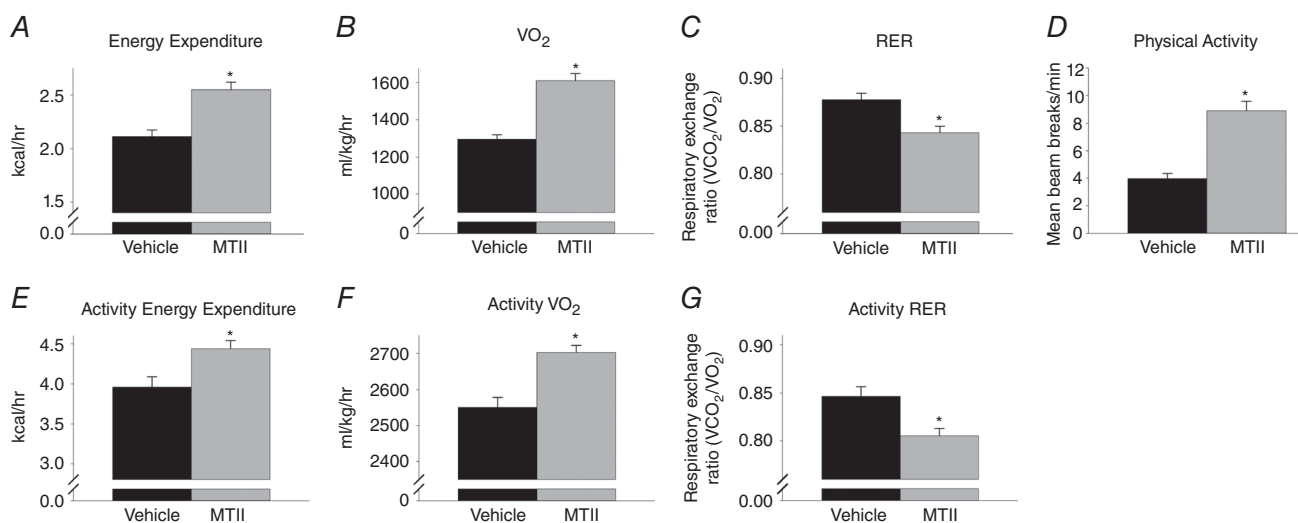 A
Energy Expenditure
kcal/hr
2.5
2.0
1.5
0.0
*
Vehicle MTII
B
VO2
ml/kg/hr
1600
1400
1200
1000
0
*
Vehicle MTII
C
RER
Respiratory exchange
ratio (VCO2/VO2)
0.90
0.85
0.80
0.00
*
Vehicle MTII
D
Physical Activity
Mean beam breaks/min
12
10
8
6
4
2
0
*
Vehicle MTII
E
Activity Energy Expenditure
kcal/hr
4.5
4.0
3.0
0.0
*
Vehicle MTII
F
Activity VO2
ml/kg/hr
2700
2600
2500
2400
0
*
Vehicle MTII
G
Activity RER
Respiratory exchange
ratio (VCO2/VO2)
0.90
0.85
0.80
0.00
*
Vehicle MTII